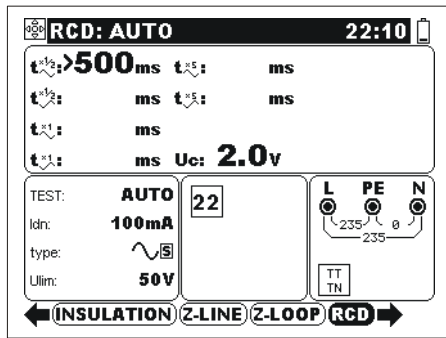 RCD: AUTO 22:10
t×½: >500ms t×5: ms
t×½: ms t×5: ms
t×1: ms
t×1: ms Uc: 2.0V
TEST: AUTO
Idn: 100mA
type: S
Ulim: 50V
22
L PE N
235 0
235
TT
TN
INSULATION Z-LINE Z-LOOP RCD